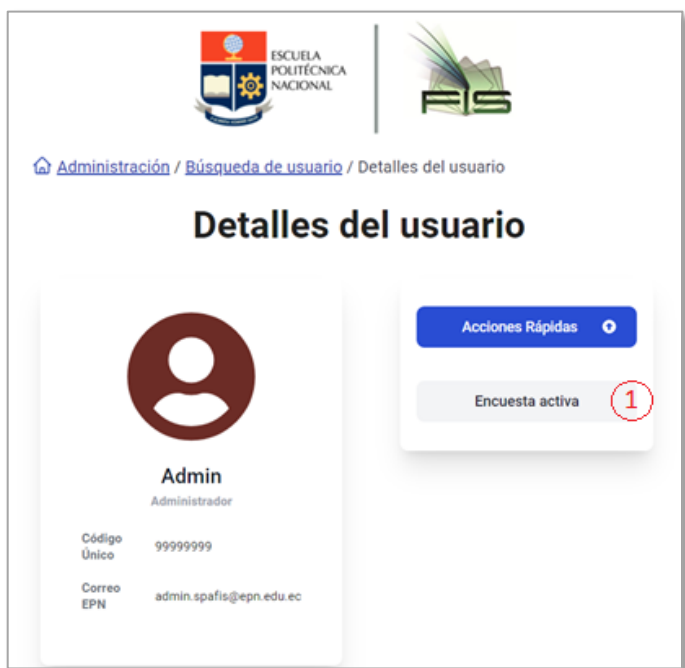 ESCUELA
POLITÉCNICA
NACIONAL
FIS
Administración / Búsqueda de usuario / Detalles del usuario
Detalles del usuario
Acciones Rápidas
Encuesta activa
1
Admin
Administrador
Código
Único
99999999
Correo
EPN
admin.spafis@epn.edu.ec